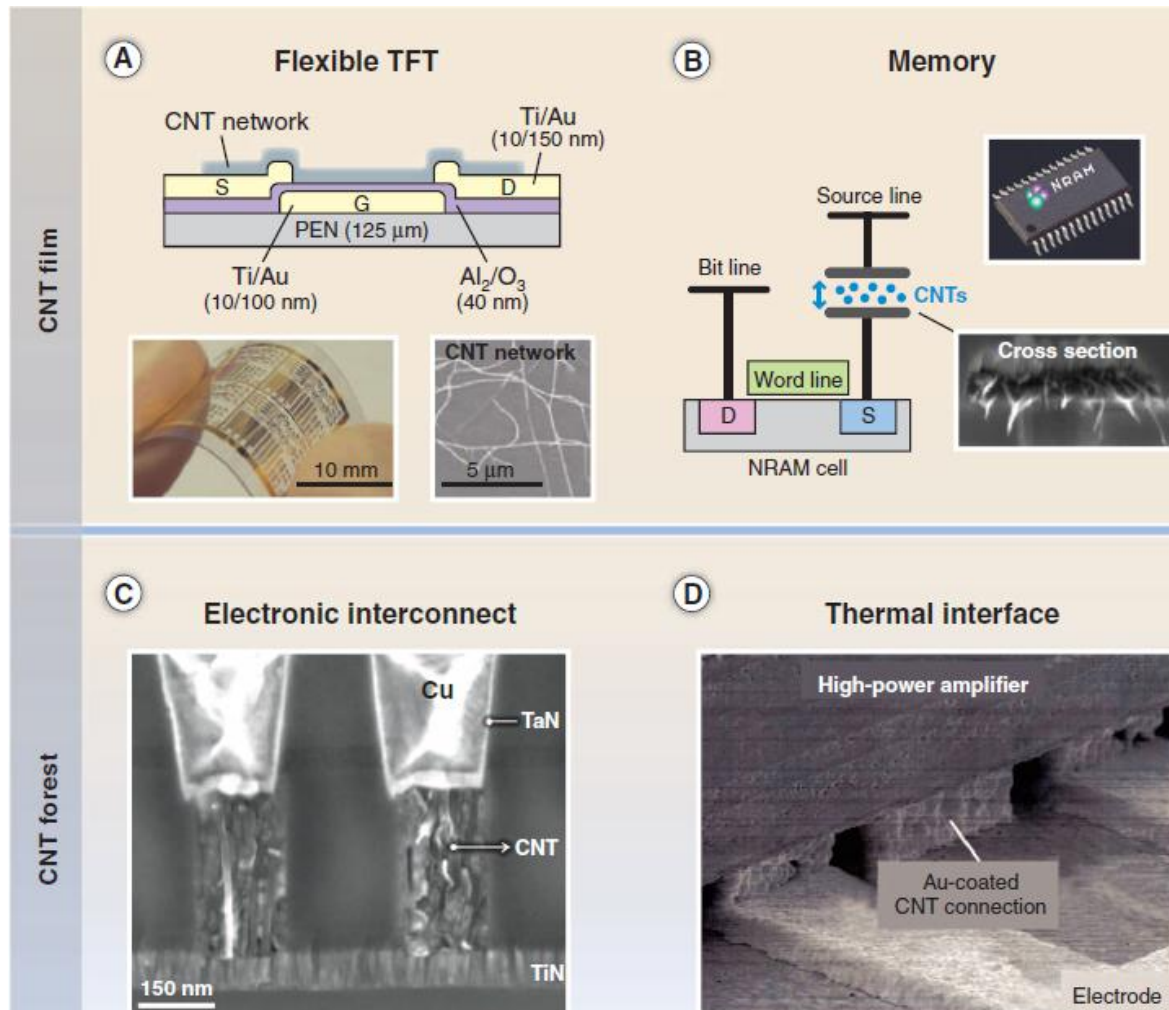 CNT film
A
Flexible TFT
CNT network
Ti/Au
(10/150 nm)
S
D
G
PEN (125 μm)
Ti/Au
(10/100 nm)
Al₂/O₃
(40 nm)
10 mm
CNT network
5 μm
B
Memory
NRAM
Source line
Bit line
CNTs
Cross section
Word line
D
S
NRAM cell
CNT forest
C
Electronic interconnect
Cu
TaN
CNT
TiN
150 nm
D
Thermal interface
High-power amplifier
Au-coated
CNT connection
Electrode